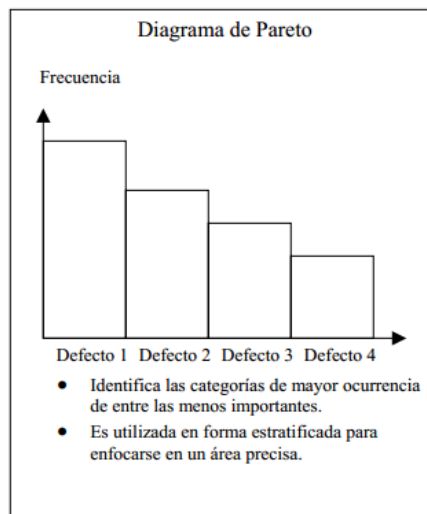 Diagrama de Pareto
Frecuencia
Defecto 1 Defecto 2 Defecto 3 Defecto 4
• Identifica las categorías de mayor ocurrencia
de entre las menos importantes.
• Es utilizada en forma estratificada para
enfocarse en un área precisa.